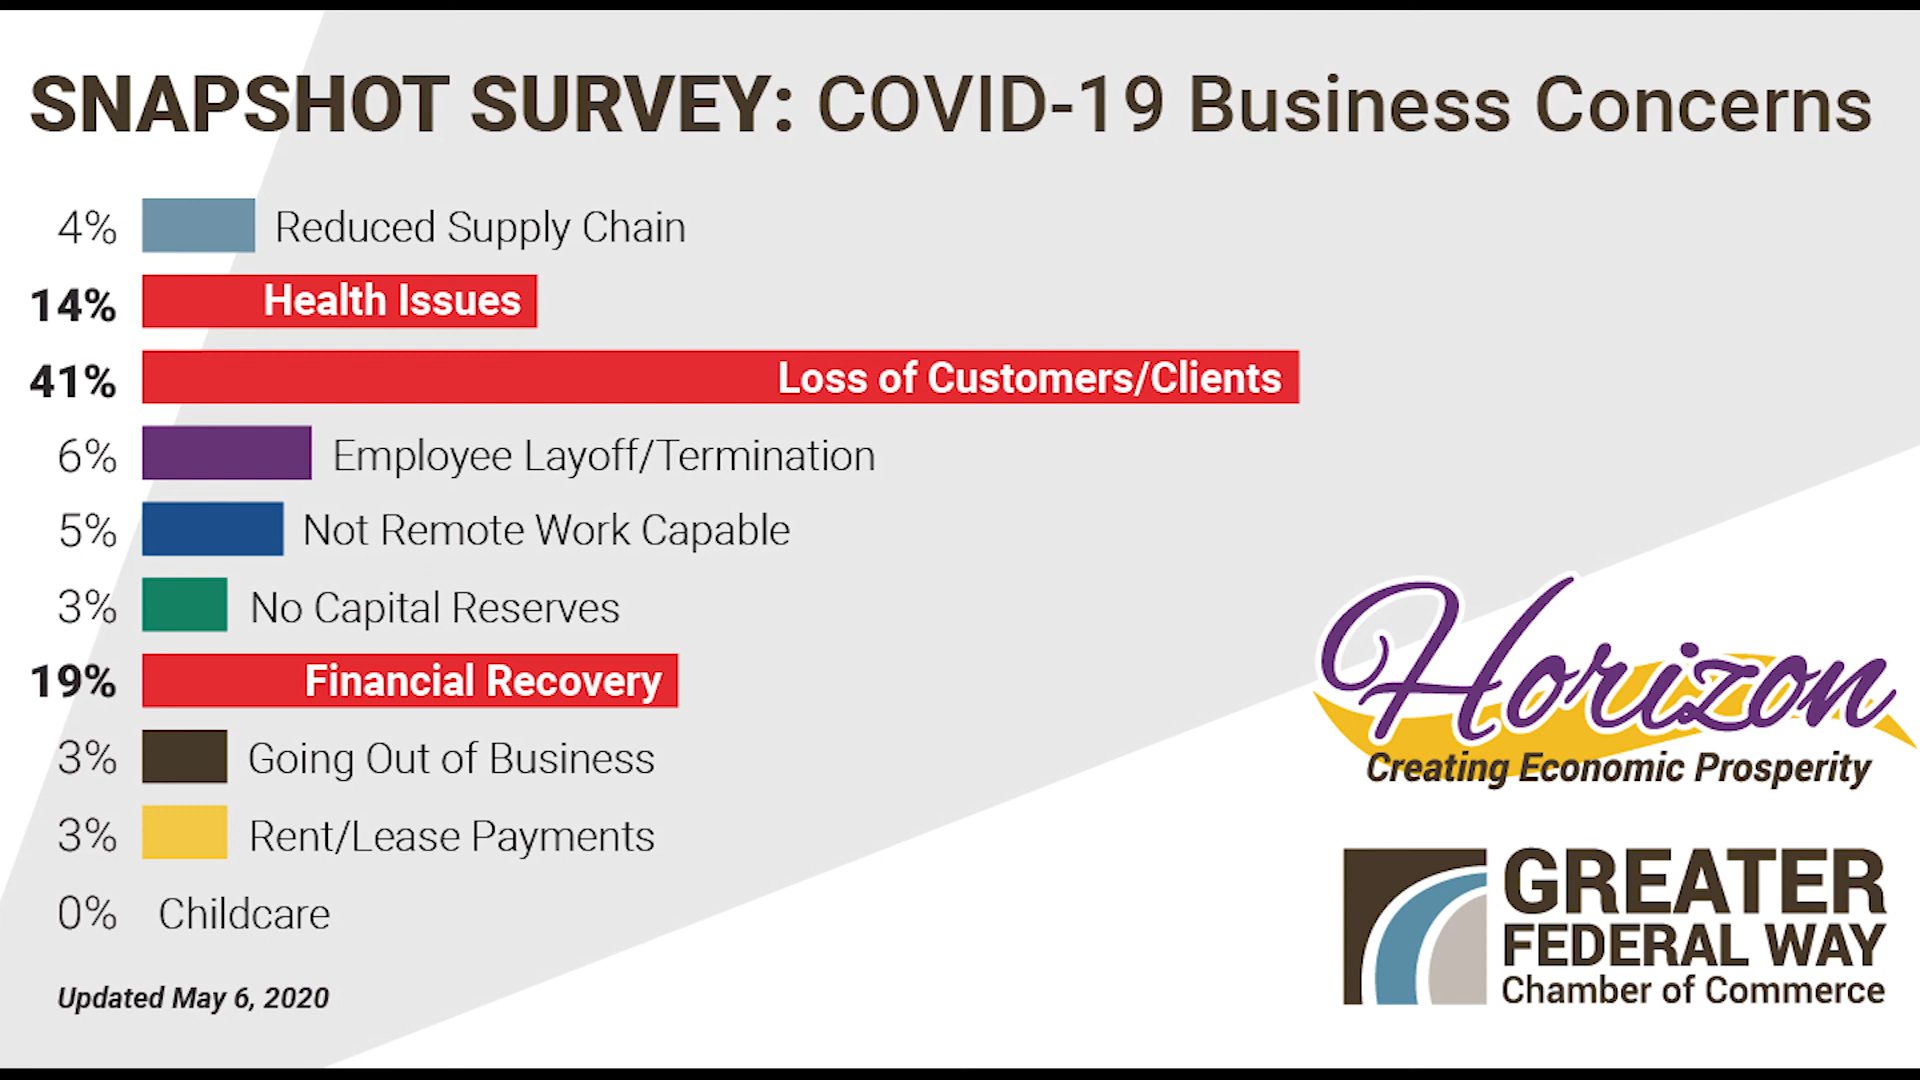 SNAPSHOT SURVEY: COVID-19 Business Concerns
4% Reduced Supply Chain
14% Health Issues
41% Loss of Customers/Clients
6% Employee Layoff/Termination
5% Not Remote Work Capable
3% No Capital Reserves
19% Financial Recovery
3% Going Out of Business
3% Rent/Lease Payments
0% Childcare
Updated May 6, 2020
Horizon
Creating Economic Prosperity
GREATER
FEDERAL WAY
Chamber of Commerce